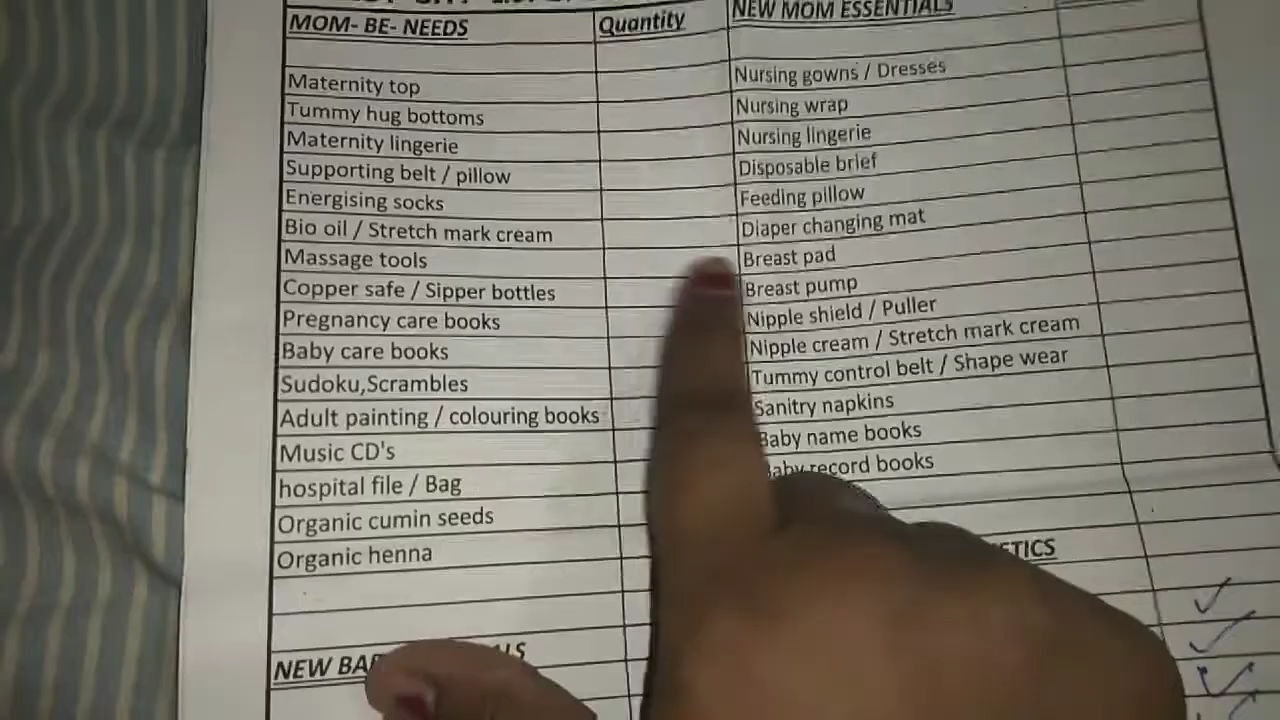 MOM- BE- NEEDS
Quantity
Maternity top
Tummy hug bottoms
Maternity lingerie
Supporting belt / pillow
Energising socks
Bio oil / Stretch mark cream
Massage tools
Copper safe / Sipper bottles
Pregnancy care books
Baby care books
Sudoku,Scrambles
Adult painting / colouring books
Music CD's
hospital file / Bag
Organic cumin seeds
Organic henna
NEW
NEW MOM ESSENTIALS
Nursing gowns / Dresses
Nursing wrap
Nursing lingerie
Disposable brief
Feeding pillow
Diaper changing mat
Breast pad
Breast pump
Nipple shield / Puller
Nipple cream / Stretch mark cream
Tummy control belt / Shape wear
Sanitry napkins
Baby name books
Baby record books